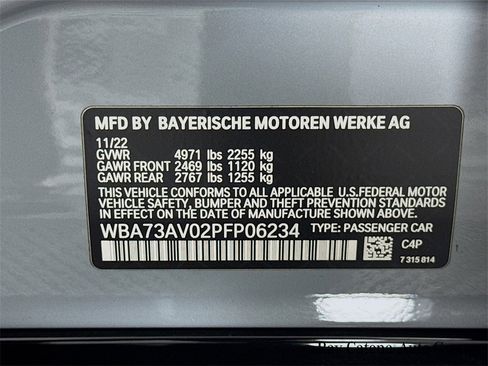 MFD BY BAYERISCHE MOTOREN WERKE AG
11/22
GVWR 4971 lbs 2255 kg
GAWR FRONT 2469 lbs 1120 kg
GAWR REAR 2767 lbs 1255 kg
THIS VEHICLE CONFORMS TO ALL APPLICABLE U.S.FEDERAL MOTOR
VEHICLE SAFETY, BUMPER AND THEFT PREVENTION STANDARDS IN
EFFECT ON THE DATE OF MANUFACTURE SHOWN ABOVE.
WBA73AV02PFP06234 TYPE: PASSENGER CAR
C4P
7 315 814